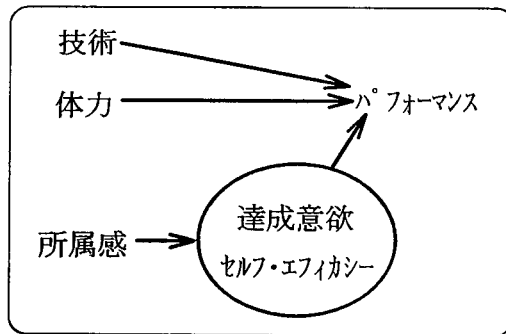 技術
体力
パフォーマンス
達成意欲
所属感
セルフ・エフィカシー